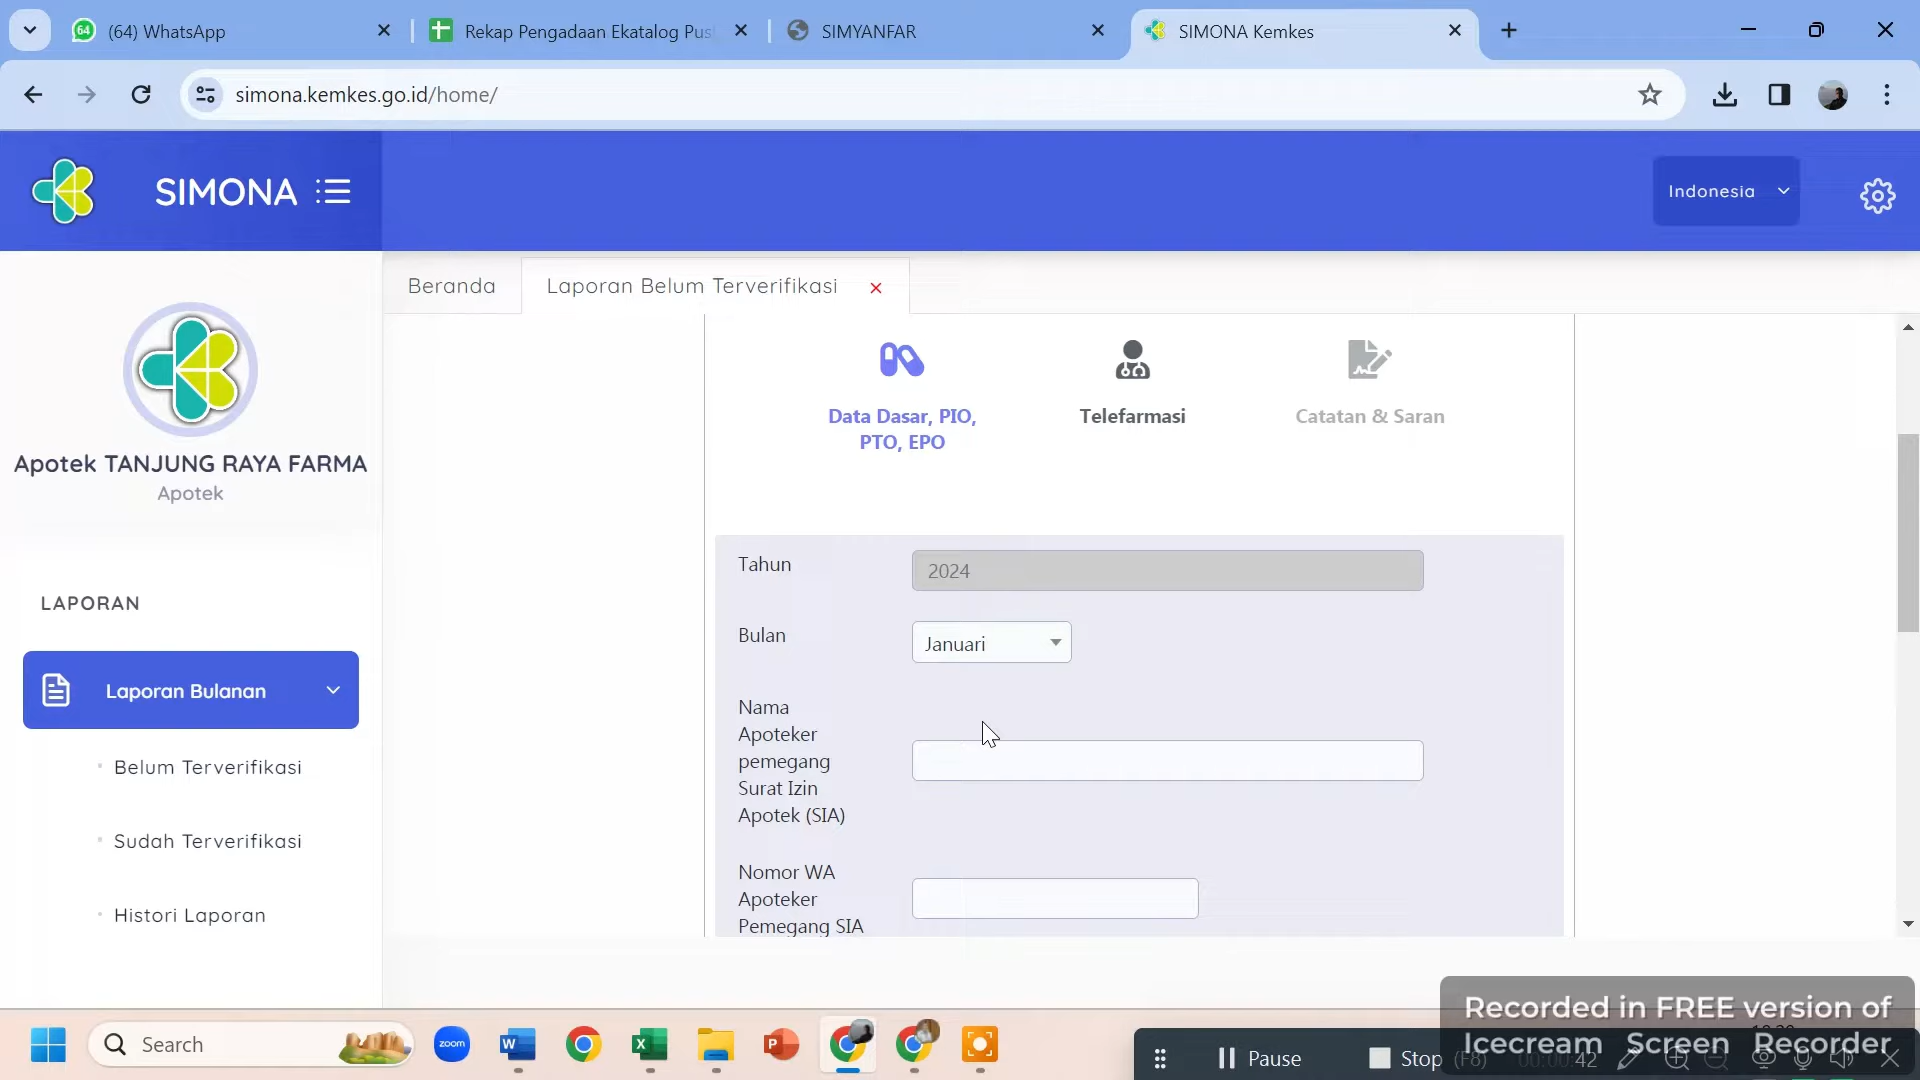 (64) WhatsApp
Rekap Pengadaan Ekatalog Pus
SIMYANFAR
SIMONA Kemkes
simona.kemkes.go.id/home/
SIMONA
Indonesia
Beranda
Laporan Belum Terverifikasi
Apotek TANJUNG RAYA FARMA
Apotek
LAPORAN
Laporan Bulanan
Belum Terverifikasi
Sudah Terverifikasi
Histori Laporan
Data Dasar, PIO,
PTO, EPO
Telefarmasi
Catatan & Saran
Tahun
2024
Bulan
Januari
Nama
Apoteker
pemegang
Surat Izin
Apotek (SIA)
Nomor WA
Apoteker
Pemegang SIA
Search
zoom
Pause
Stop (F8)
Recorded in FREE version of
Icecream Screen Recorder